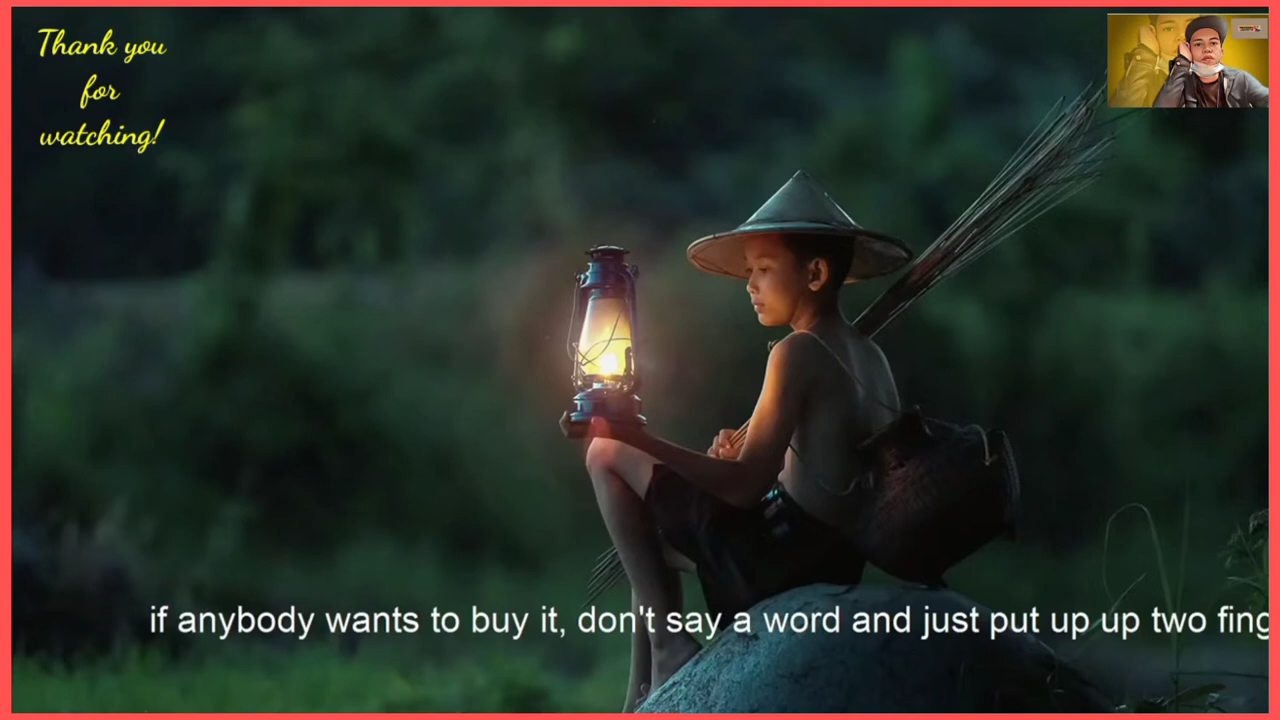 Thank you
for
watching!
if anybody wants to buy it, don't say a word and just put up up two fing